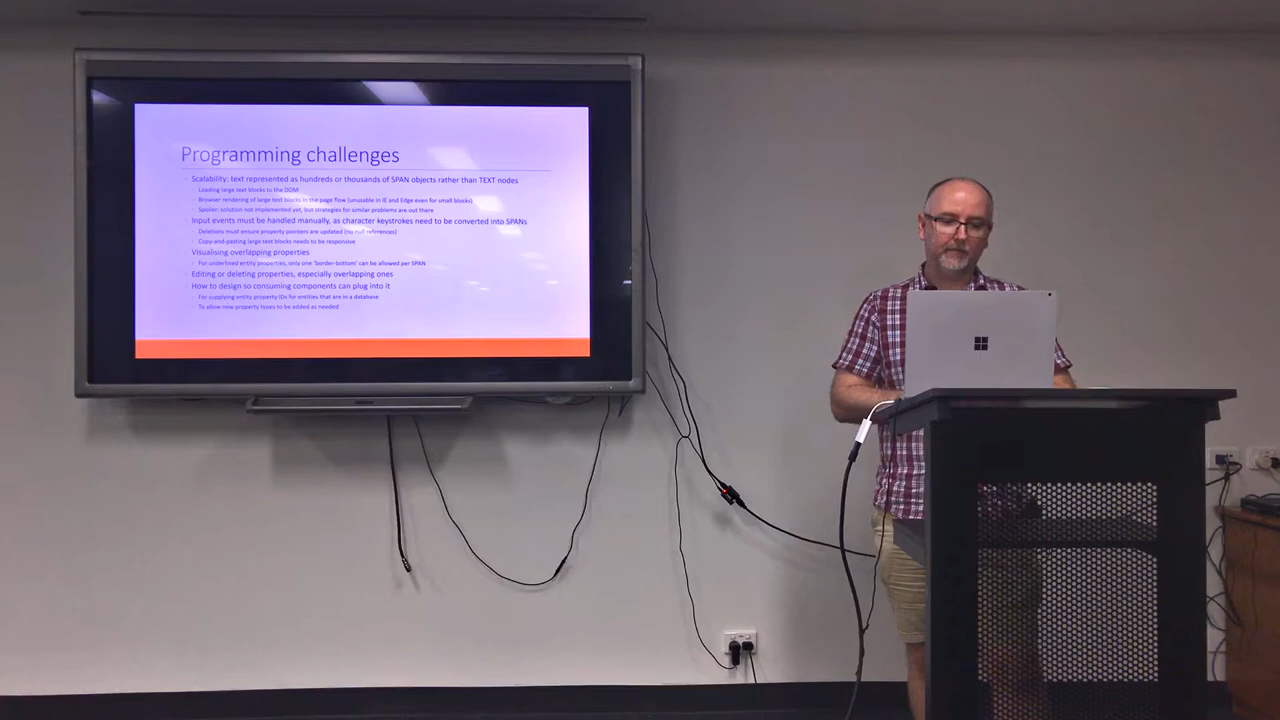 Programming challenges
Scalability: text represented as hundreds or thousands of SPAN objects rather than TEXT nodes
Loading large text blocks to the DOM
Browser rendering of large text blocks in the page flow (unusable in IE and Edge even for small blocks)
Spoiler: solution not implemented yet, but strategies for similar problems are out there
Input events must be handled manually, as character keystrokes need to be converted into SPANs
Deletions must ensure property pointers are updated (no null references)
Copy-and-pasting large text blocks needs to be responsive
Visualising overlapping properties
For underlined entity properties, only one 'border-bottom' can be allowed per SPAN
Editing or deleting properties, especially overlapping ones
How to design so consuming components can plug into it
For supplying entity property IDs for entities that are in a database
To allow new property types to be added as needed